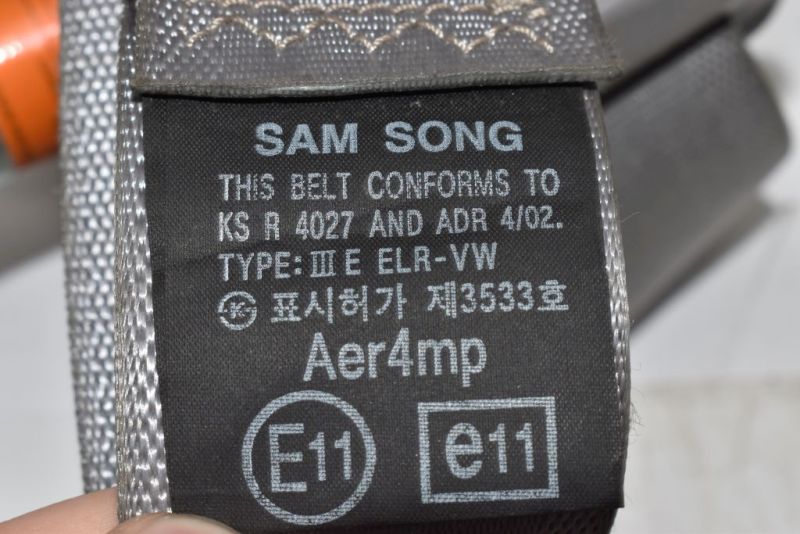 SAM SONG
THIS BELT CONFORMS TO
KS R 4027 AND ADR 4/02.
TYPE: ⅢE ELR-VW
K 표시허가 제3533호
Aer4mp
E11 e11